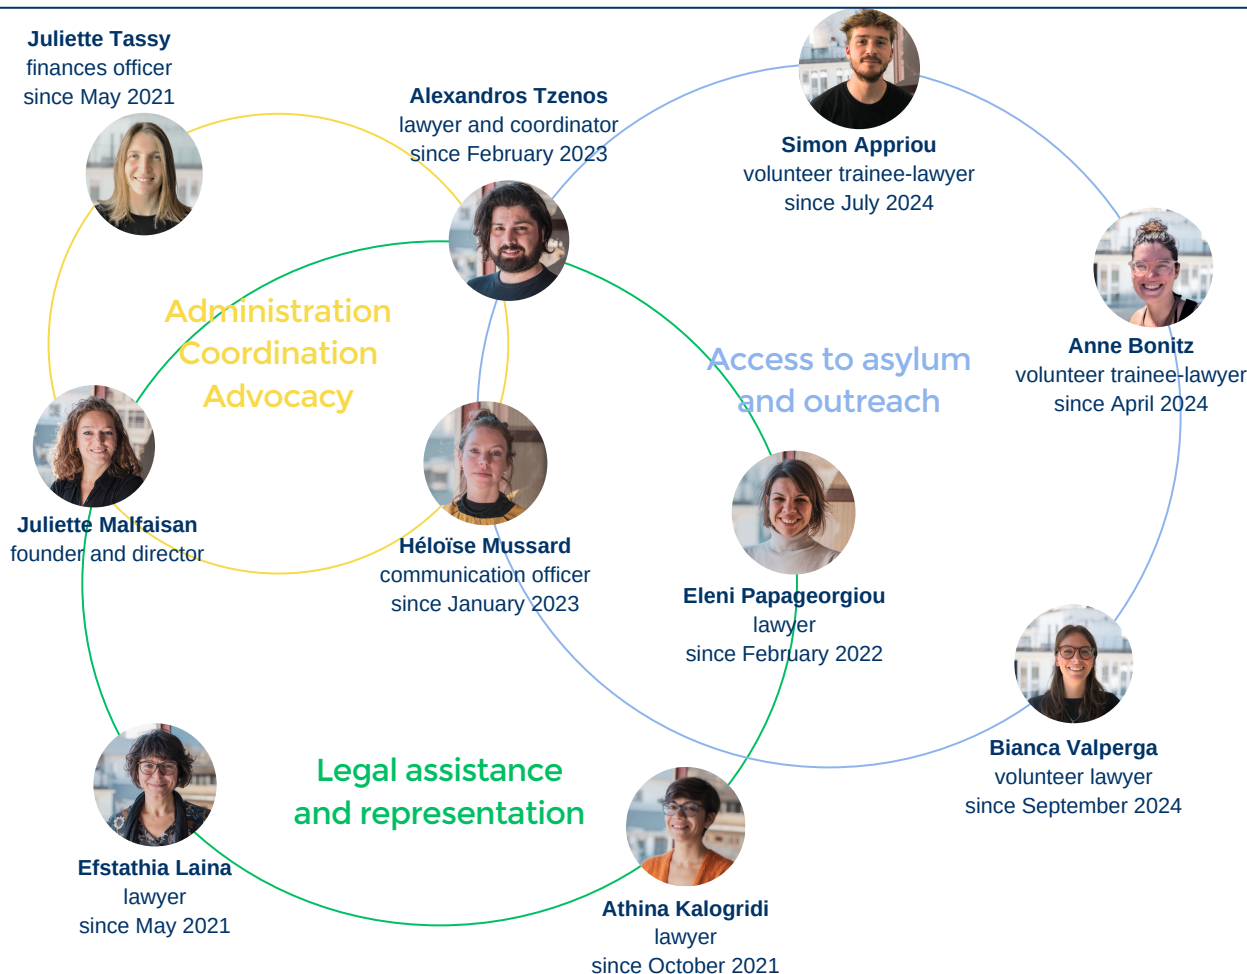 Juliette Tassy
finances officer
since May 2021
Alexandros Tzenos
lawyer and coordinator
since February 2023
Simon Appriou
volunteer trainee-lawyer
since July 2024
Anne Bonitz
volunteer trainee-lawyer
since April 2024
Administration
Coordination
Advocacy
Access to asylum
and outreach
Juliette Malfaisan
founder and director
Héloïse Mussard
communication officer
since January 2023
Eleni Papageorgiou
lawyer
since February 2022
Bianca Valperga
volunteer lawyer
since September 2024
Legal assistance
and representation
Efstathia Laina
lawyer
since May 2021
Athina Kalogridi
lawyer
since October 2021